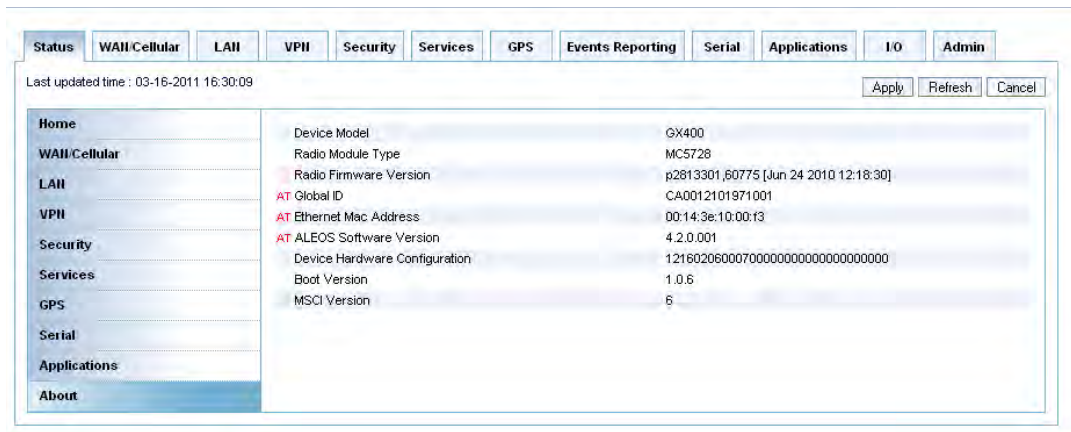 Status WAN/Cellular LAN VPN Security Services GPS Events Reporting Serial Applications I/O Admin
Last updated time : 03-16-2011 16:30:09
Apply Refresh Cancel
Home
WAN/Cellular
LAN
VPN
Security
Services
GPS
Serial
Applications
About
Device Model GX400
Radio Module Type MC5728
Radio Firmware Version p2813301,60775 [Jun 24 2010 12:18:30]
AT Global ID CA0012101971001
AT Ethernet Mac Address 00:14:3e:10:00:f3
AT ALEOS Software Version 4.2.0.001
Device Hardware Configuration
Boot Version 1.0.6
MSCI Version 6